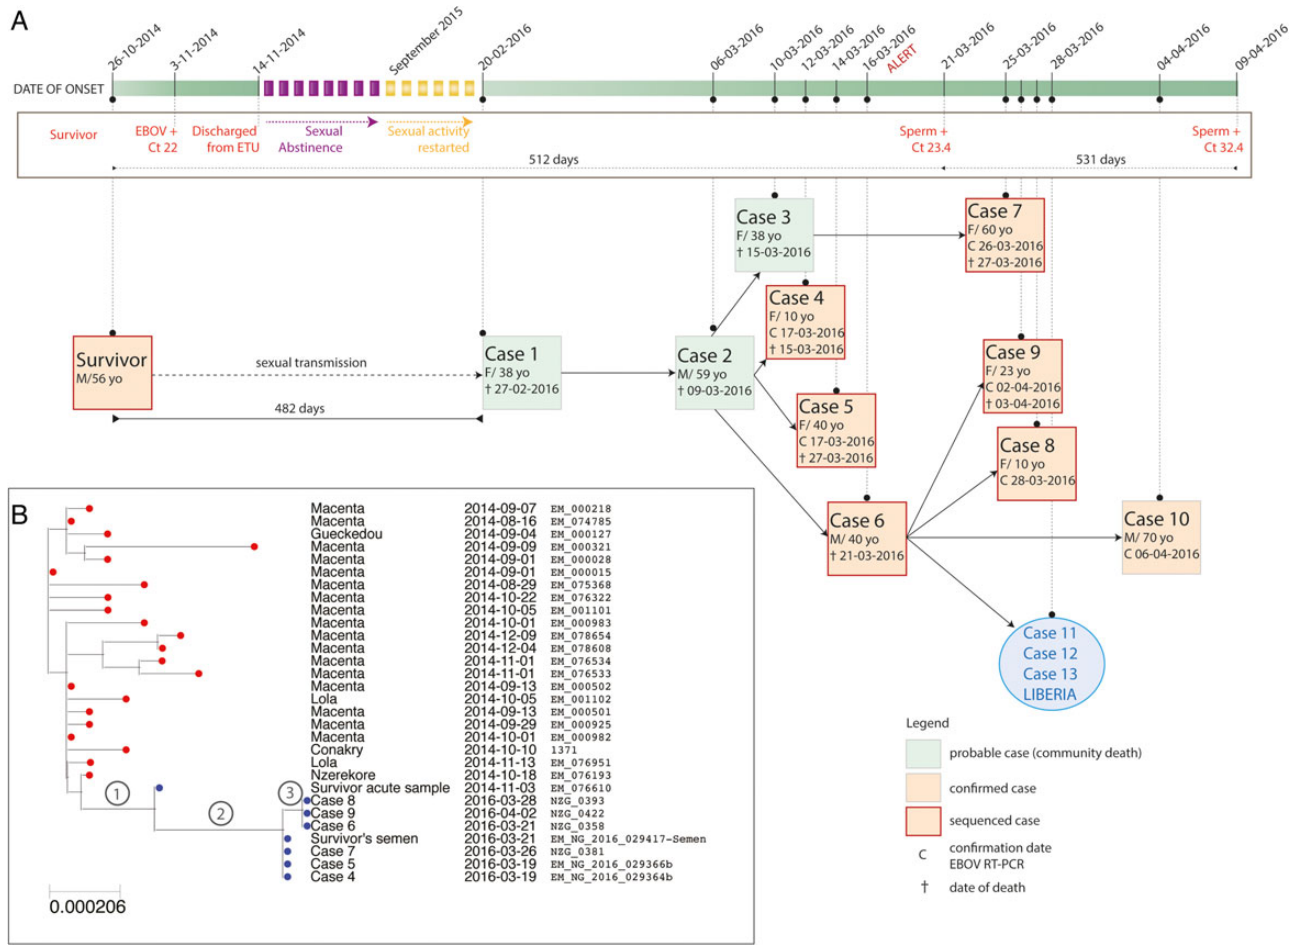 A
26-10-2014
3-11-2014
14-11-2014
September 2015
20-02-2016
06-03-2016
10-03-2016
12-03-2016
14-03-2016
16-03-2016
ALERT
21-03-2016
25-03-2016
28-03-2016
04-04-2016
09-04-2016
DATE OF ONSET
Survivor
EBOV +
Ct 22
Discharged
from ETU
Sexual
Abstinence
Sexual activity
restarted
Sperm +
Ct 23.4
Sperm +
Ct 32.4
512 days
531 days
Case 3
F/ 38 yo
† 15-03-2016
Case 7
F/ 60 yo
C 26-03-2016
† 27-03-2016
Case 4
F/ 10 yo
C 17-03-2016
† 15-03-2016
Survivor
M/56 yo
sexual transmission
482 days
Case 1
F/ 38 yo
† 27-02-2016
Case 2
M/ 59 yo
† 09-03-2016
Case 9
F/ 23 yo
C 02-04-2016
† 03-04-2016
Case 5
F/ 40 yo
C 17-03-2016
† 27-03-2016
Case 8
F/ 10 yo
C 28-03-2016
Case 6
M/ 40 yo
† 21-03-2016
Case 10
M/ 70 yo
C 06-04-2016
Case 11
Case 12
Case 13
LIBERIA
Legend
probable case (community death)
confirmed case
sequenced case
C confirmation date
EBOV RT-PCR
† date of death
B
Macenta 2014-09-07 EM_000218
Macenta 2014-08-16 EM_074785
Gueckedou 2014-09-04 EM_000127
Macenta 2014-09-09 EM_000321
Macenta 2014-09-01 EM_000028
Macenta 2014-09-01 EM_000015
Macenta 2014-08-29 EM_075368
Macenta 2014-10-22 EM_076322
Macenta 2014-10-05 EM_001101
Macenta 2014-10-01 EM_000983
Macenta 2014-12-09 EM_078654
Macenta 2014-12-04 EM_078608
Macenta 2014-11-01 EM_076534
Macenta 2014-11-01 EM_076533
Macenta 2014-09-13 EM_000502
Lola 2014-10-05 EM_001102
Macenta 2014-09-13 EM_000501
Macenta 2014-09-29 EM_000925
Macenta 2014-10-01 EM_000982
Conakry 2014-10-10 1371
Lola 2014-11-13 EM_076951
Nzerekore 2014-10-18 EM_076193
Survivor acute sample 2014-11-03 EM_076610
Case 8 2016-03-28 NZG_0393
Case 9 2016-04-02 NZG_0422
Case 6 2016-03-21 NZG_0358
Survivor's semen 2016-03-21 EM_NG_2016_029417-Semen
Case 7 2016-03-26 NZG_0381
Case 5 2016-03-19 EM_NG_2016_029366b
Case 4 2016-03-19 EM_NG_2016_029364b
1
2
3
0.000206